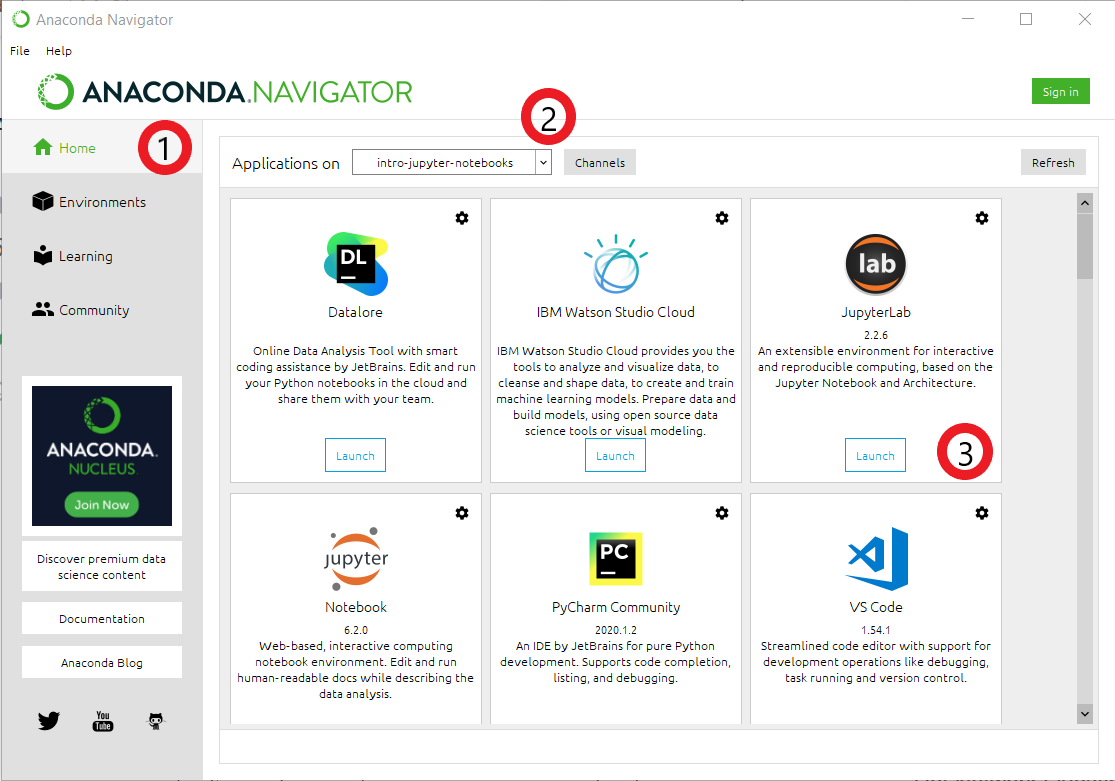 Anaconda Navigator
File Help
ANACONDA.NAVIGATOR
Sign in
Home
1
2
Applications on
intro-jupyter-notebooks
Channels
Refresh
Environments
Learning
Community
DL
Datalore
Online Data Analysis Tool with smart
coding assistance by JetBrains. Edit and run
your Python notebooks in the cloud and
share them with your team.
Launch
IBM Watson Studio Cloud
IBM Watson Studio Cloud provides you the
tools to analyze and visualize data, to
cleanse and shape data, to create and train
machine learning models. Prepare data and
build models, using open source data
science tools or visual modeling.
Launch
lab
JupyterLab
2.2.6
An extensible environment for interactive
and reproducible computing, based on the
Jupyter Notebook and Architecture.
Launch
3
ANACONDA.
NUCLEUS
Join Now
Discover premium data
science content
Documentation
Anaconda Blog
You
Tube
jupyter
Notebook
6.2.0
Web-based, interactive computing
notebook environment. Edit and run
human-readable docs while describing the
data analysis.
PC
PyCharm Community
2020.1.2
An IDE by JetBrains for pure Python
development. Supports code completion,
listing, and debugging.
VS Code
1.54.1
Streamlined code editor with support for
development operations like debugging,
task running and version control.